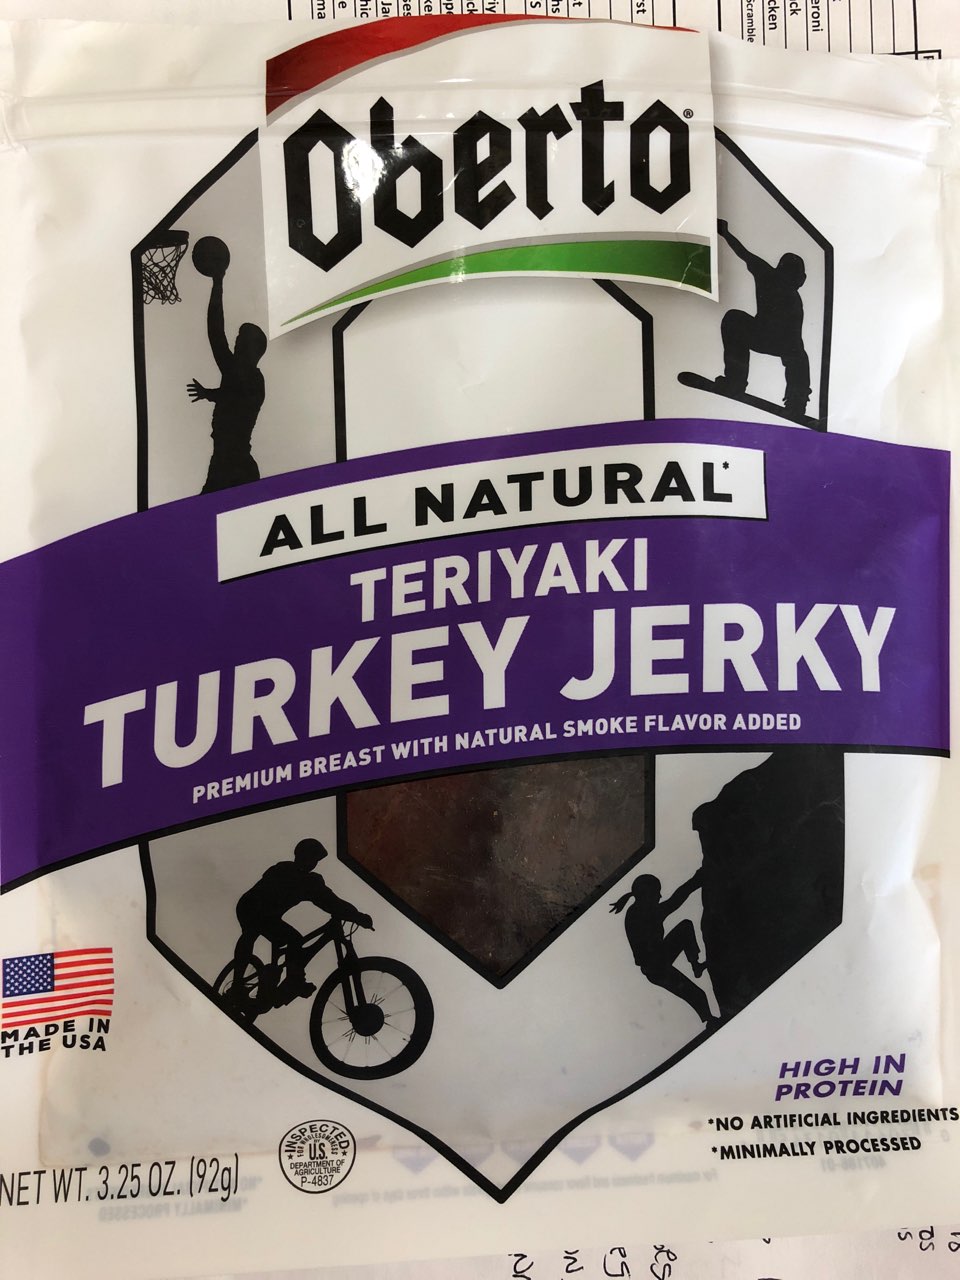 Oberto®
ALL NATURAL*
TERIYAKI
TURKEY JERKY
PREMIUM BREAST WITH NATURAL SMOKE FLAVOR ADDED
MADE IN
THE USA
HIGH IN
PROTEIN
*NO ARTIFICIAL INGREDIENTS
*MINIMALLY PROCESSED
INSPECTED
FOR WHOLESOMENESS
BY
U.S.
DEPARTMENT OF
AGRICULTURE
P-4837
NET WT. 3.25 OZ. (92g)